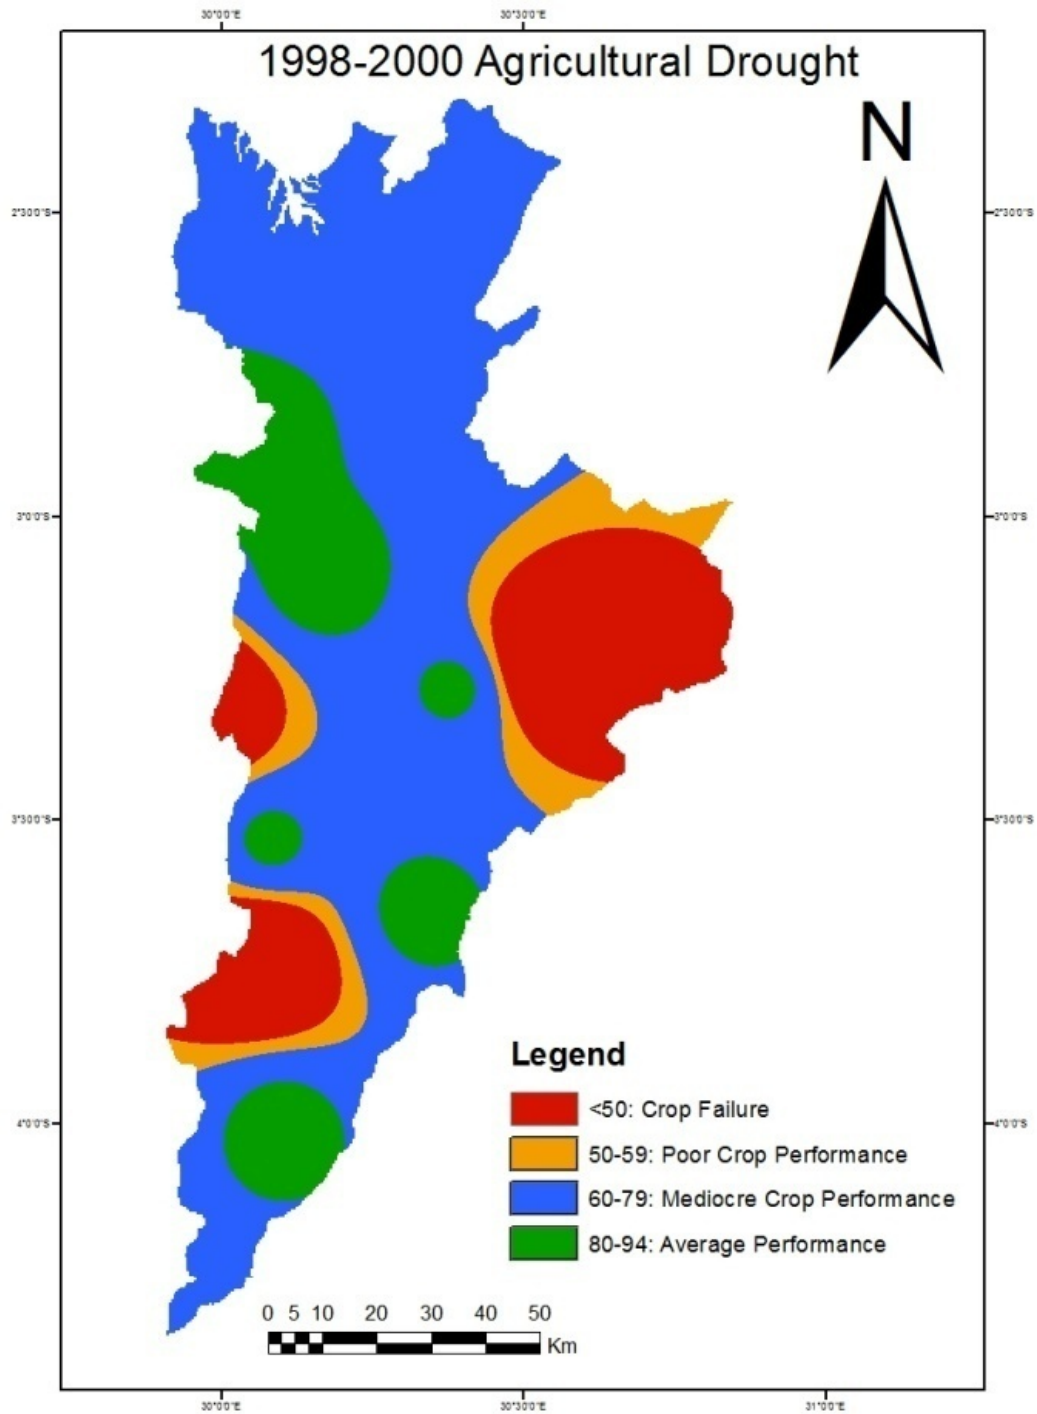 30°0'0"E 30°30'0"E
1998-2000 Agricultural Drought
N
2°30'0"S 2°30'0"S
3°0'0"S 3°0'0"S
3°30'0"S 3°30'0"S
4°0'0"S 4°0'0"S
Legend
<50: Crop Failure
50-59: Poor Crop Performance
60-79: Mediocre Crop Performance
80-94: Average Performance
0 5 10 20 30 40 50
Km
30°0'0"E 30°30'0"E 31°0'0"E